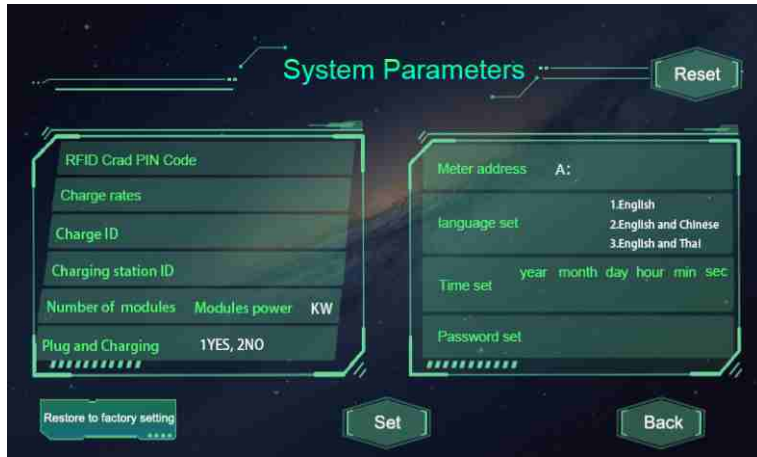 System Parameters
Reset
RFID Crad PIN Code
Charge rates
Charge ID
Charging station ID
Number of modules Modules power KW
Plug and Charging 1YES, 2NO
Meter address A:
language set
1.English
2.English and Chinese
3.English and Thai
Time set year month day hour min sec
Password set
Restore to factory setting
Set
Back